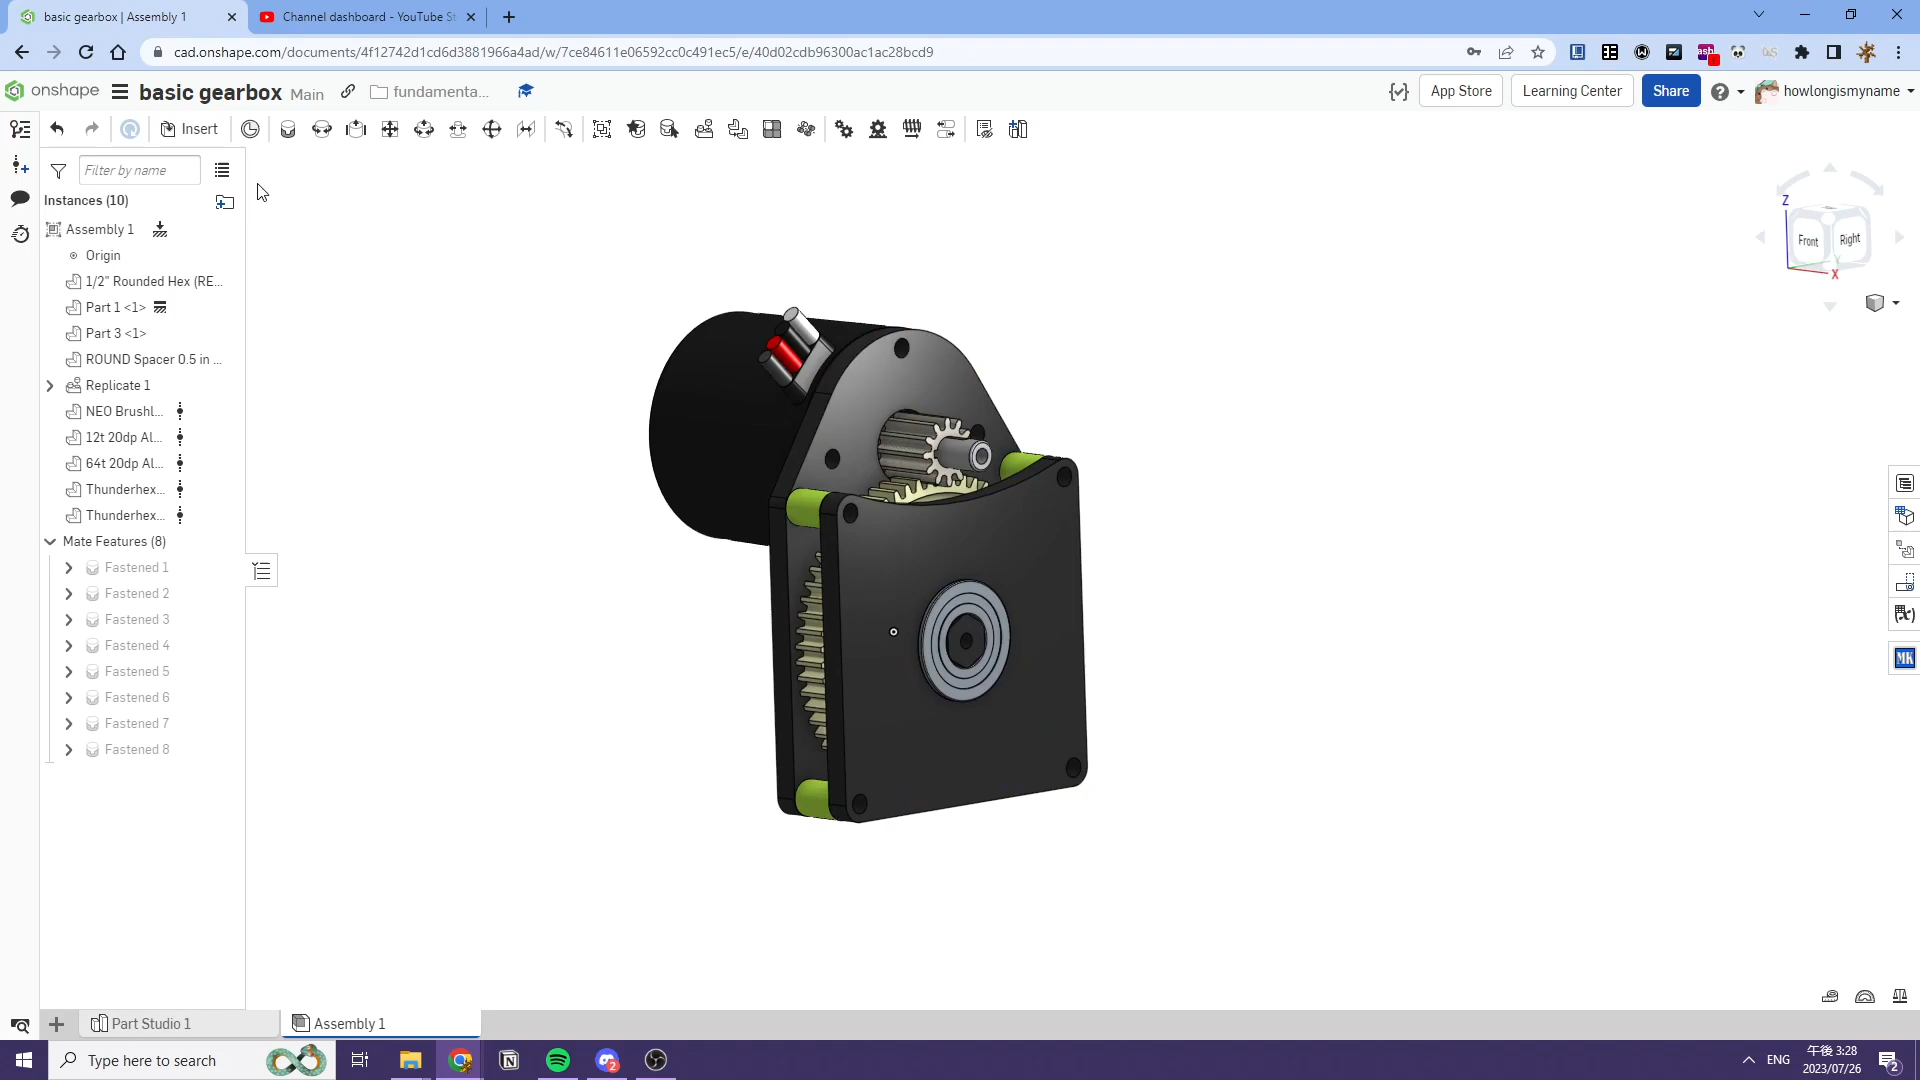 basic gearbox | Assembly 1
Channel dashboard - YouTube St
cad.onshape.com/documents/4f12742d1cd6d3881966a4ad/w/7ce84611e06592cc0c491ec5/e/40d02cdb96300ac1ac28bcd9
onshape
basic gearbox Main
fundamenta...
App Store
Learning Center
Share
howlongismyname
Insert
Filter by name
Instances (10)
Assembly 1
Origin
1/2" Rounded Hex (RE...
Part 1 <1>
Part 3 <1>
ROUND Spacer 0.5 in ...
Replicate 1
NEO Brushl...
12t 20dp Al...
64t 20dp Al...
Thunderhex...
Thunderhex...
Mate Features (8)
Fastened 1
Fastened 2
Fastened 3
Fastened 4
Fastened 5
Fastened 6
Fastened 7
Fastened 8
Z
Front
Right
X
MK
Part Studio 1
Assembly 1
Type here to search
2
ENG
午後 3:28
2023/07/26
2